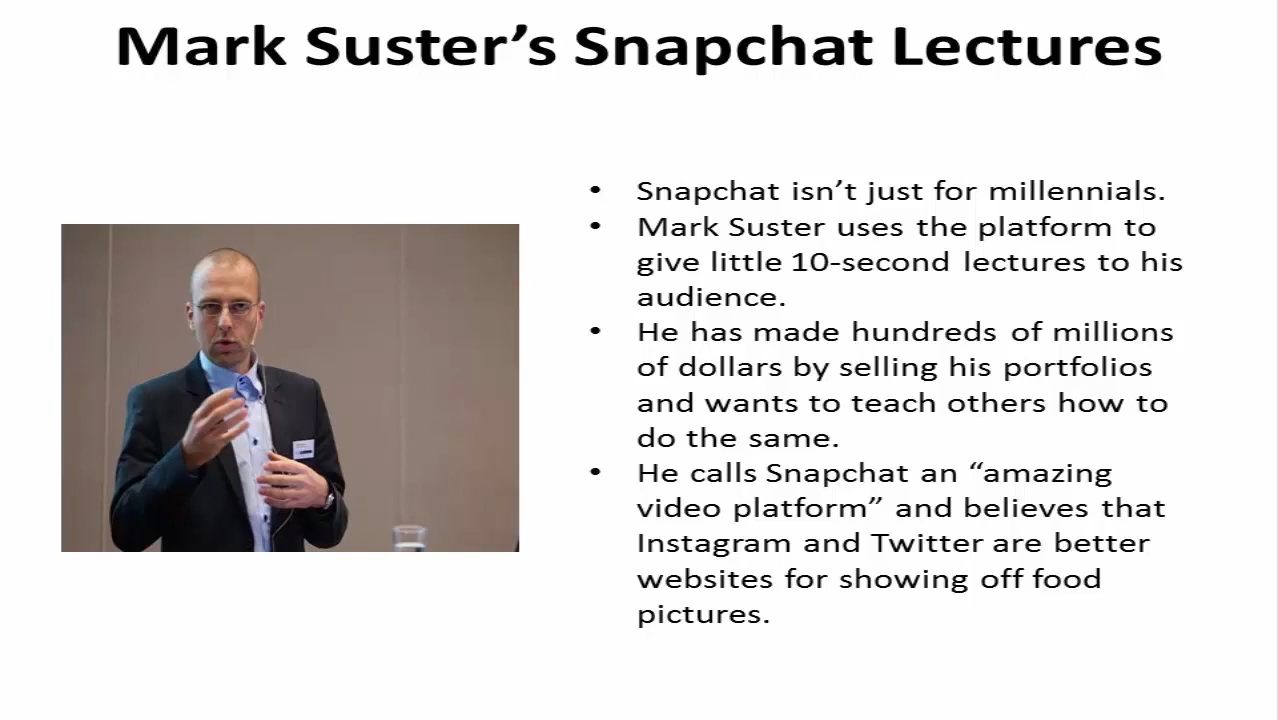 Mark Suster’s Snapchat Lectures
• Snapchat isn’t just for millennials.
• Mark Suster uses the platform to
give little 10-second lectures to his
audience.
• He has made hundreds of millions
of dollars by selling his portfolios
and wants to teach others how to
do the same.
• He calls Snapchat an “amazing
video platform” and believes that
Instagram and Twitter are better
websites for showing off food
pictures.